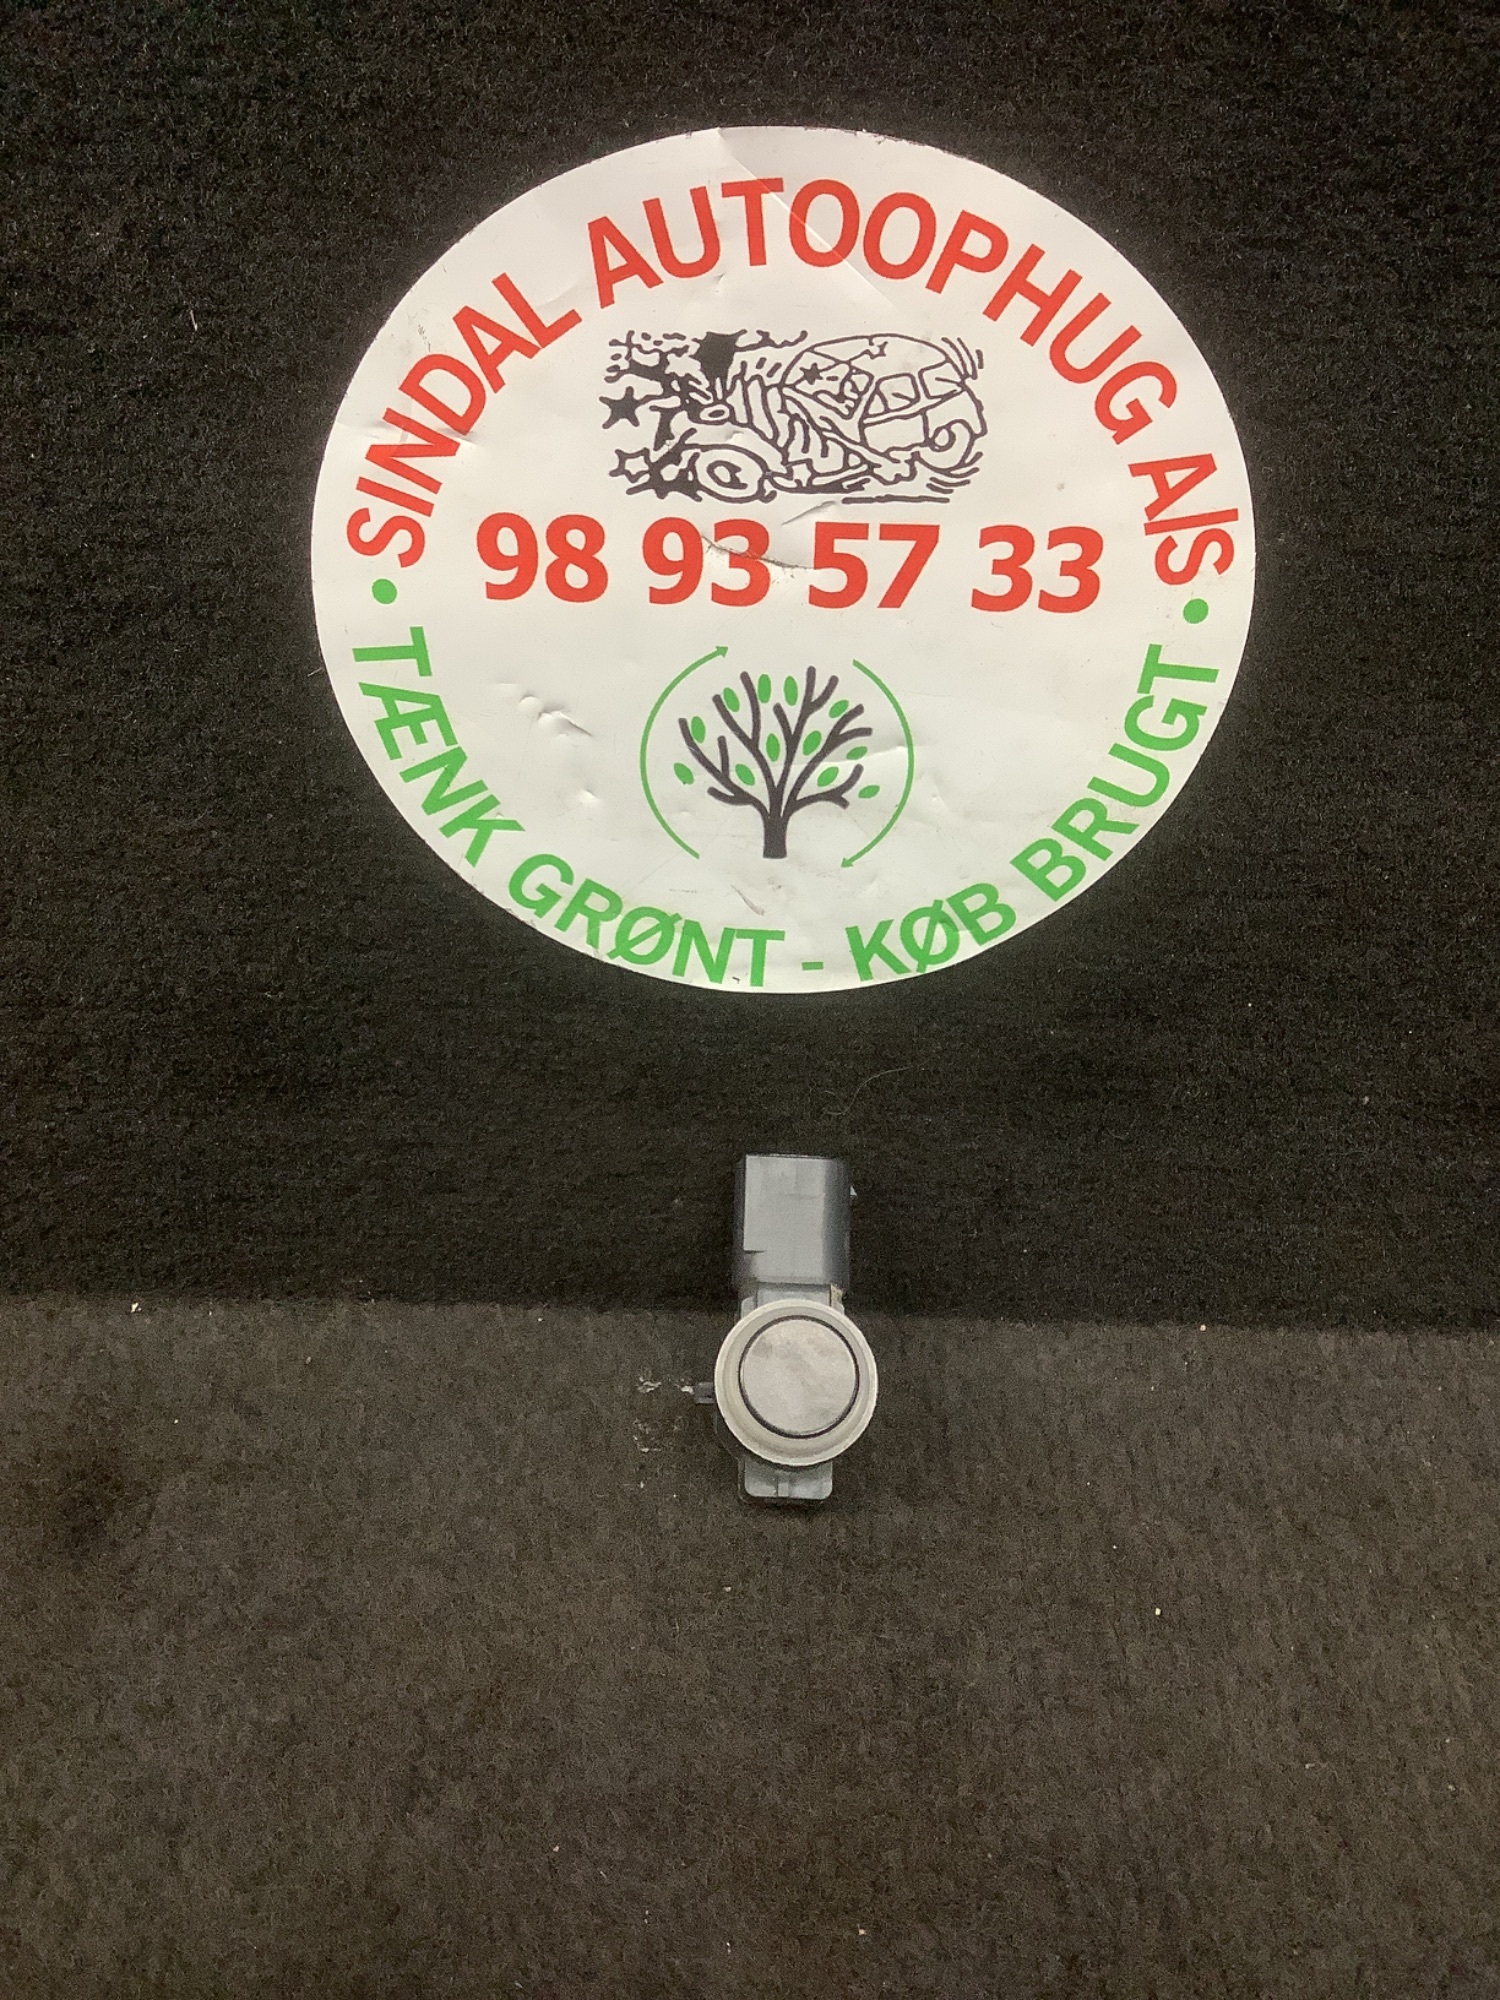 SINDAL AUTOOPHUG A/S
98 93 57 33
TÆNK GRØNT - KØB BRUGT